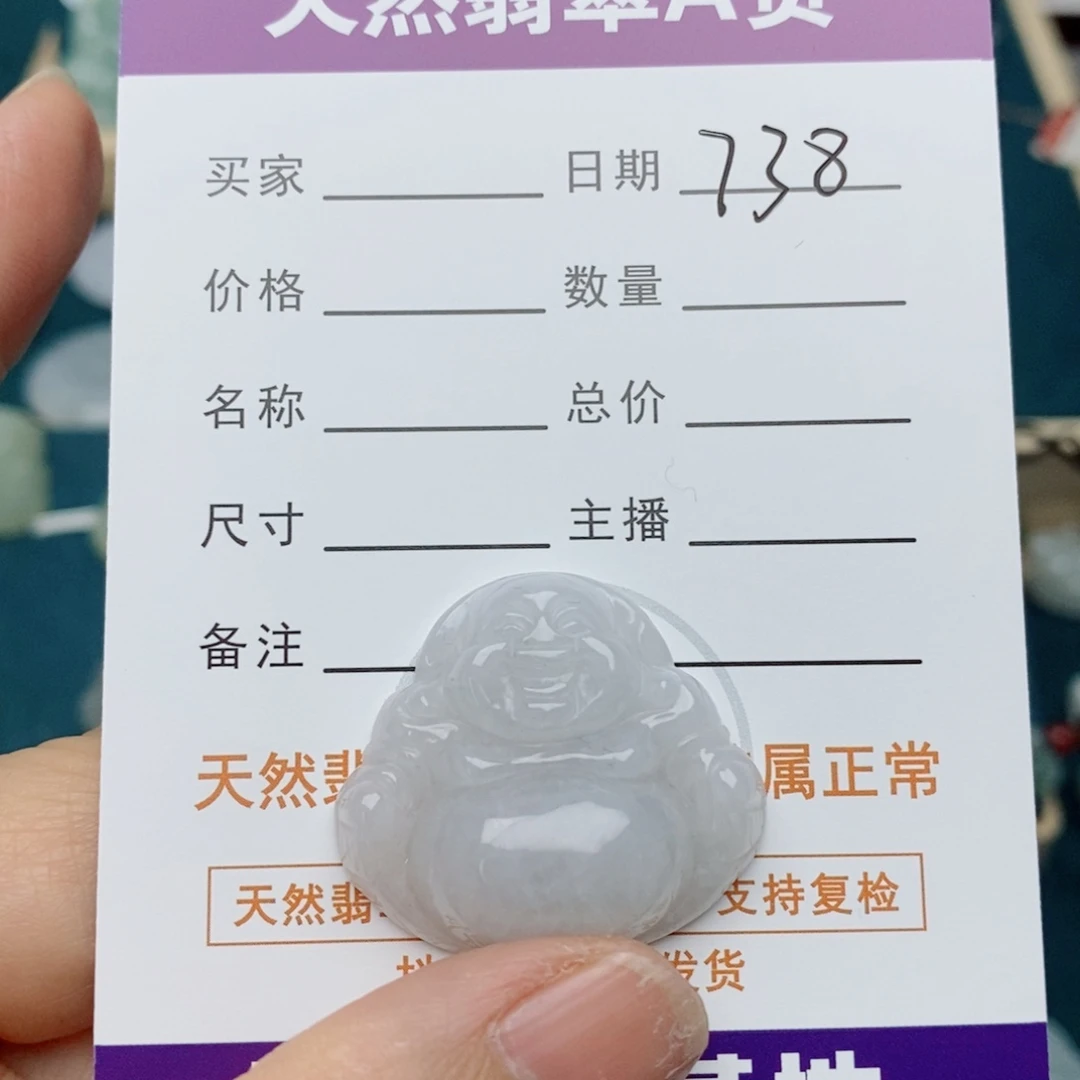 天然翡翠A货
买家 日期 738
价格 数量
名称 总价
尺寸 主播
备注
天然翡 属正常
天然翡 支持复检
发货
基地